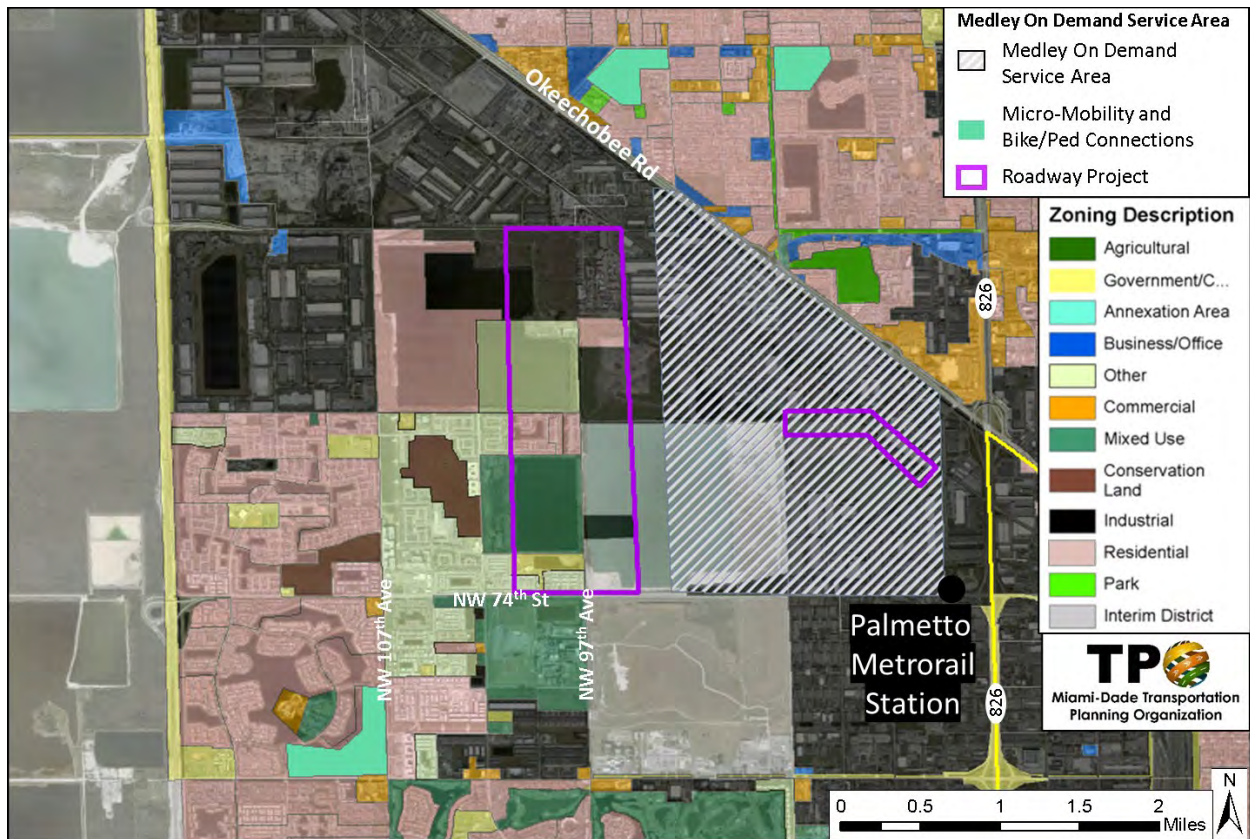 Medley On Demand Service Area
Medley On Demand
Service Area
Micro-Mobility and
Bike/Ped Connections
Roadway Project
Zoning Description
Agricultural
Government/C...
Annexation Area
Business/Office
Other
Commercial
Mixed Use
Conservation
Land
Industrial
Residential
Park
Interim District
TPO
Miami-Dade Transportation
Planning Organization
Okeechobee Rd
826
NW 74th St
NW 107th Ave
NW 97th Ave
Palmetto
Metrorail
Station
826
0 0.5 1 1.5 2
Miles
N